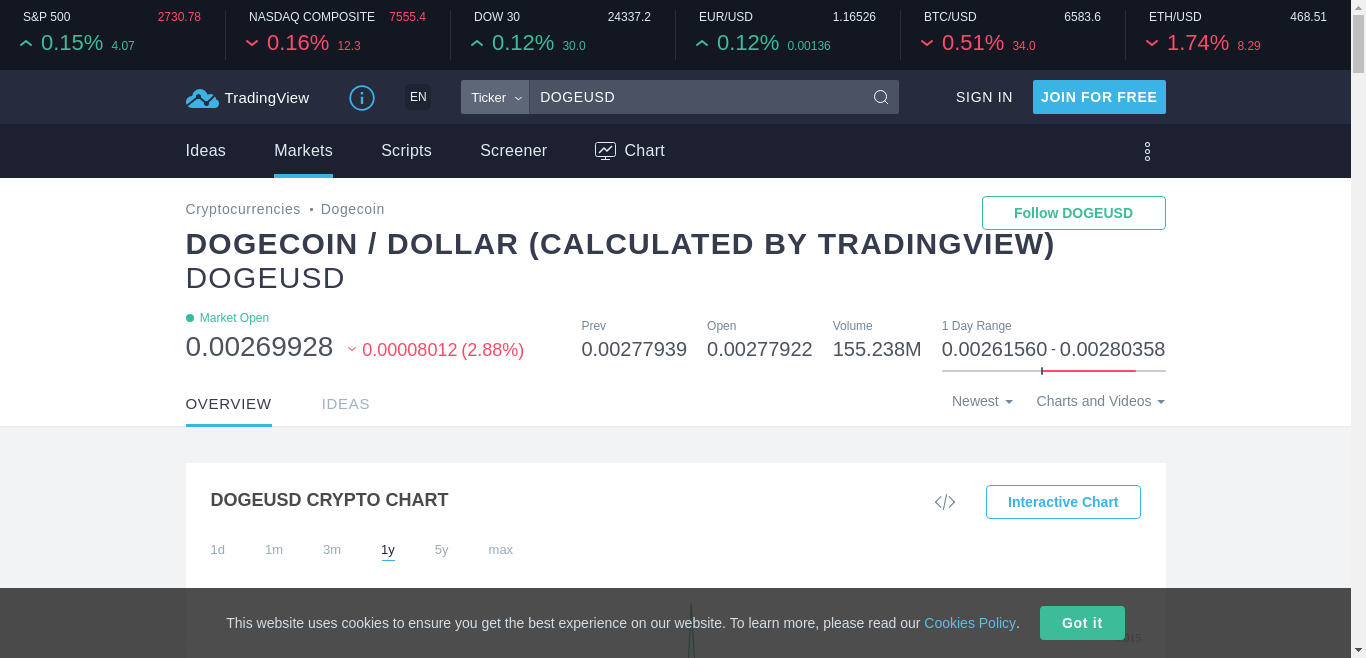 S&P 500 2730.78 NASDAQ COMPOSITE 7555.4 DOW 30 24337.2 EUR/USD 1.16526 BTC/USD 6583.6 ETH/USD 468.51
0.15% 4.07 0.16% 12.3 0.12% 30.0 0.12% 0.00136 0.51% 34.0 1.74% 8.29
TradingView EN Ticker DOGEUSD SIGN IN JOIN FOR FREE
Ideas Markets Scripts Screener Chart
Cryptocurrencies • Dogecoin Follow DOGEUSD
DOGECOIN / DOLLAR (CALCULATED BY TRADINGVIEW)
DOGEUSD
Market Open
Prev Open Volume 1 Day Range
0.00269928 0.00008012 (2.88%) 0.00277939 0.00277922 155.238M 0.00261560 - 0.00280358
OVERVIEW IDEAS Newest Charts and Videos
DOGEUSD CRYPTO CHART Interactive Chart
1d 1m 3m 1y 5y max
This website uses cookies to ensure you get the best experience on our website. To learn more, please read our Cookies Policy. Got it